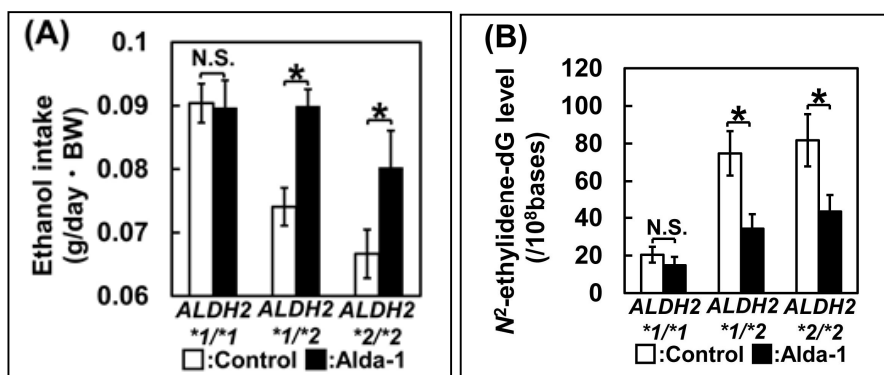 (A)
Ethanol intake
(g/day・BW)
0.1
0.09
0.08
0.07
0.06
N.S.
*
*
ALDH2 ALDH2 ALDH2
*1/*1 *1/*2 *2/*2
□:Control ■:Alda-1
(B)
N²-ethylidene-dG level
(/10⁸bases)
120
100
80
60
40
20
0
N.S.
*
*
ALDH2 ALDH2 ALDH2
*1/*1 *1/*2 *2/*2
□:Control ■:Alda-1